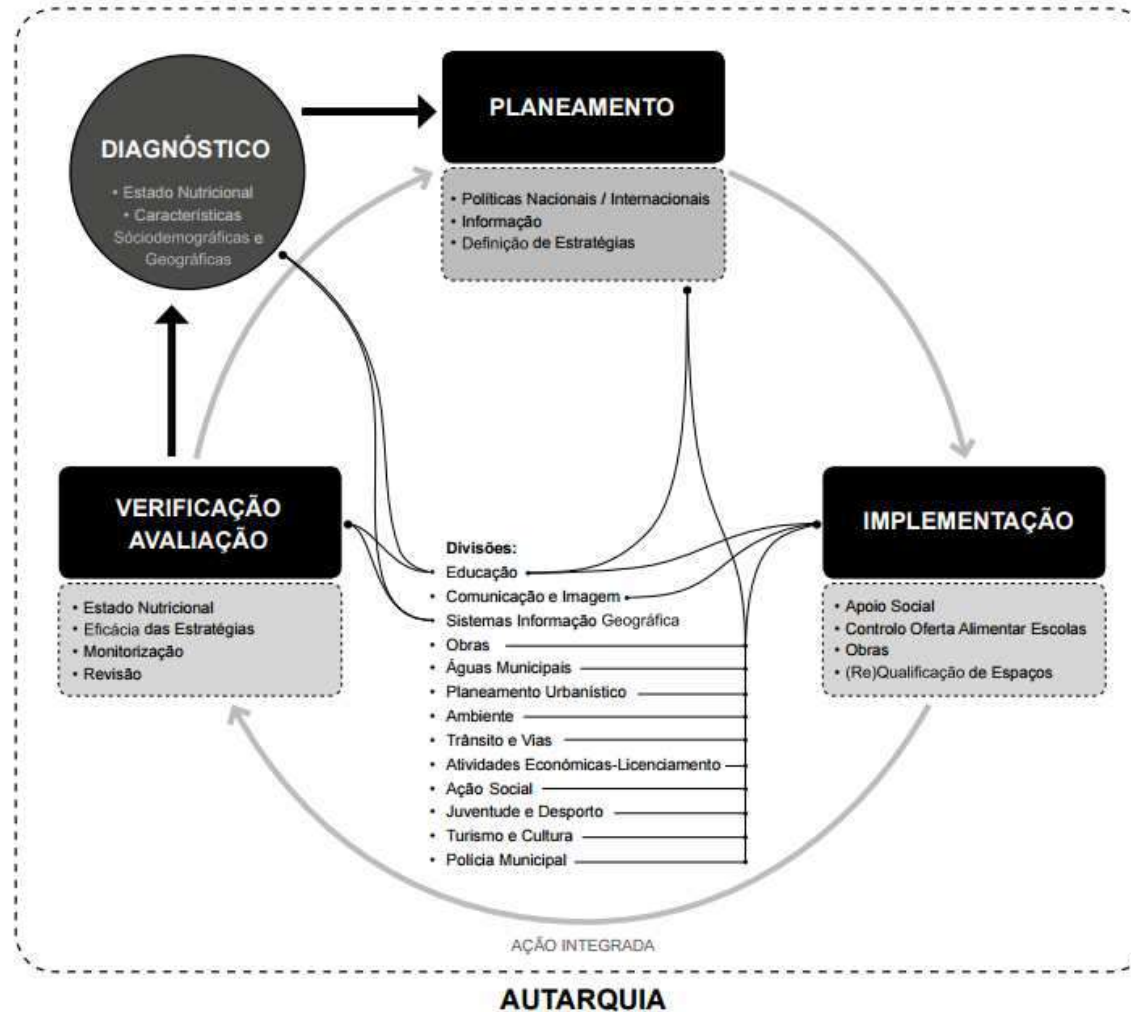 DIAGNÓSTICO
• Estado Nutricional
• Características
Sóciodemográficas e
Geográficas
PLANEAMENTO
• Políticas Nacionais / Internacionais
• Informação
• Definição de Estratégias
VERIFICAÇÃO
AVALIAÇÃO
• Estado Nutricional
• Eficácia das Estratégias
• Monitorização
• Revisão
Divisões:
• Educação
• Comunicação e Imagem
• Sistemas Informação Geográfica
• Obras
• Águas Municipais
• Planeamento Urbanístico
• Ambiente
• Trânsito e Vias
• Atividades Económicas-Licenciamento
• Ação Social
• Juventude e Desporto
• Turismo e Cultura
• Polícia Municipal
IMPLEMENTAÇÃO
• Apoio Social
• Controlo Oferta Alimentar Escolas
• Obras
• (Re)Qualificação de Espaços
AÇÃO INTEGRADA
AUTARQUIA